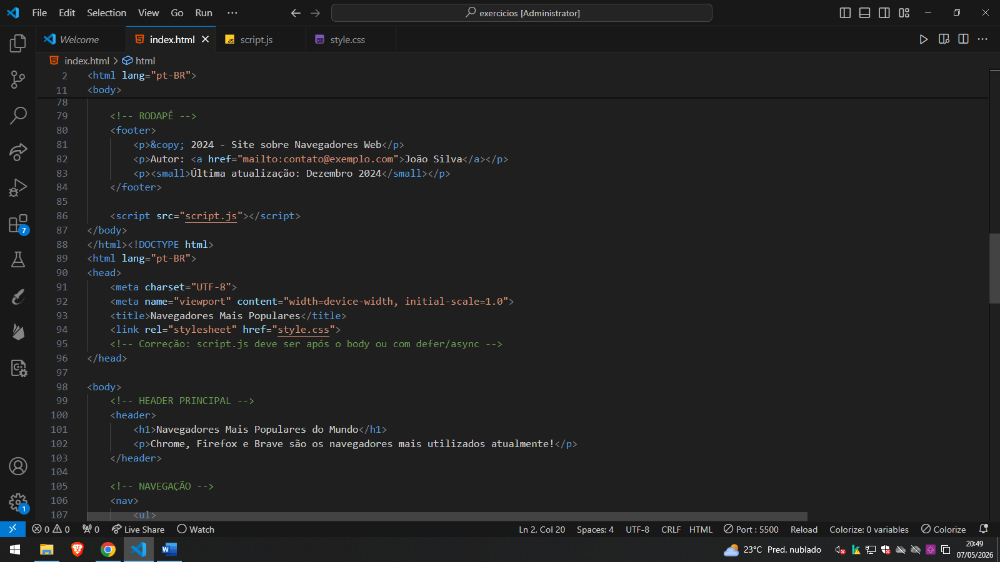 File Edit Selection View Go Run ··· exercicios [Administrator]
Welcome index.html script.js style.css
index.html > html
2 <html lang="pt-BR">
11 <body>
78
79 <!-- RODAPÉ -->
80 <footer>
81 <p>&copy; 2024 - Site sobre Navegadores Web</p>
82 <p>Autor: <a href="mailto:contato@exemplo.com">João Silva</a></p>
83 <p><small>Última atualização: Dezembro 2024</small></p>
84 </footer>
85
86 <script src="script.js"></script>
87 </body>
88 </html><!DOCTYPE html>
89 <html lang="pt-BR">
90 <head>
91 <meta charset="UTF-8">
92 <meta name="viewport" content="width=device-width, initial-scale=1.0">
93 <title>Navegadores Mais Populares</title>
94 <link rel="stylesheet" href="style.css">
95 <!-- Correção: script.js deve ser após o body ou com defer/async -->
96 </head>
97
98 <body>
99 <!-- HEADER PRINCIPAL -->
100 <header>
101 <h1>Navegadores Mais Populares do Mundo</h1>
102 <p>Chrome, Firefox e Brave são os navegadores mais utilizados atualmente!</p>
103 </header>
104
105 <!-- NAVEGAÇÃO -->
106 <nav>
107 <ul>
7
1
0 0 0 Live Share Watch Ln 2, Col 20 Spaces: 4 UTF-8 CRLF HTML Port : 5500 Reload Colorize: 0 variables Colorize
23°C Pred. nublado 20:49
07/05/2026